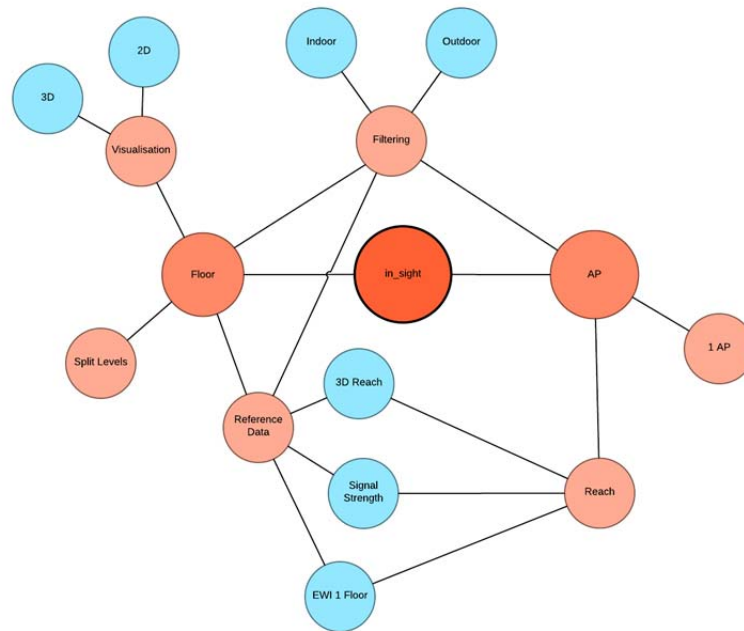 2D
Indoor
Outdoor
3D
Visualisation
Filtering
Floor
in_sight
AP
Split Levels
1 AP
3D Reach
Reference
Data
Signal
Strength
Reach
EWI 1 Floor